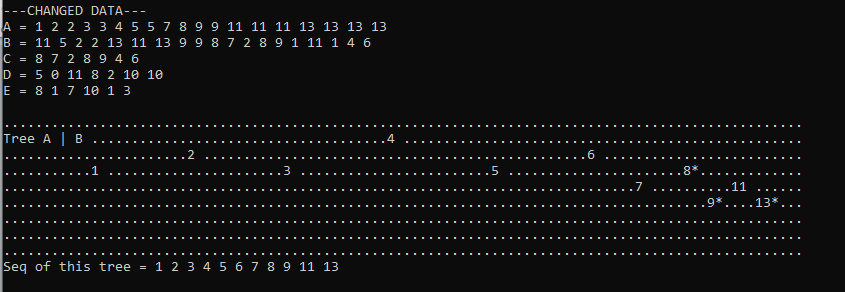 ---CHANGED DATA---
A = 1 2 2 3 3 4 5 5 7 8 9 9 11 11 11 13 13 13 13
B = 11 5 2 2 13 11 13 9 9 8 7 2 8 9 1 11 1 4 6
C = 8 7 2 8 9 4 6
D = 5 0 11 8 2 10 10
E = 8 1 7 10 1 3
....................................................................................................
Tree A | B .....................................4 ..................................................
.......................2 ................................................6 .........................
...........1 .......................3 ........................5 .......................8*.............
...............................................................................7 ...........11 ......
........................................................................................9*....13*...
....................................................................................................
....................................................................................................
....................................................................................................
Seq of this tree = 1 2 3 4 5 6 7 8 9 11 13